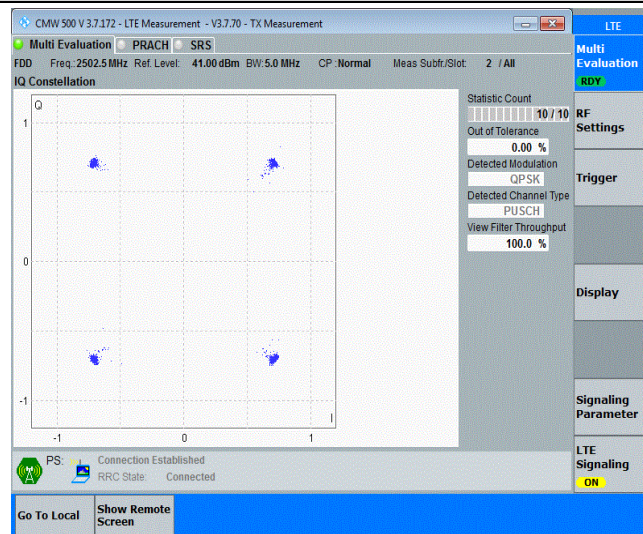 CMW 500 V 3.7.172 - LTE Measurement - V3.7.70 - TX Measurement
LTE
Multi Evaluation PRACH SRS
Multi
Evaluation
RDY
FDD Freq.:2502.5 MHz Ref. Level: 41.00 dBm BW:5.0 MHz CP :Normal Meas Subfr./Slot: 2 / All
IQ Constellation
Q
1
0
-1
-1 0 1
I
Statistic Count
10 / 10
Out of Tolerance
0.00 %
Detected Modulation
QPSK
Detected Channel Type
PUSCH
View Filter Throughput
100.0 %
RF
Settings
Trigger
Display
Signaling
Parameter
LTE
Signaling
ON
PS: Connection Established
RRC State: Connected
Go To Local
Show Remote
Screen